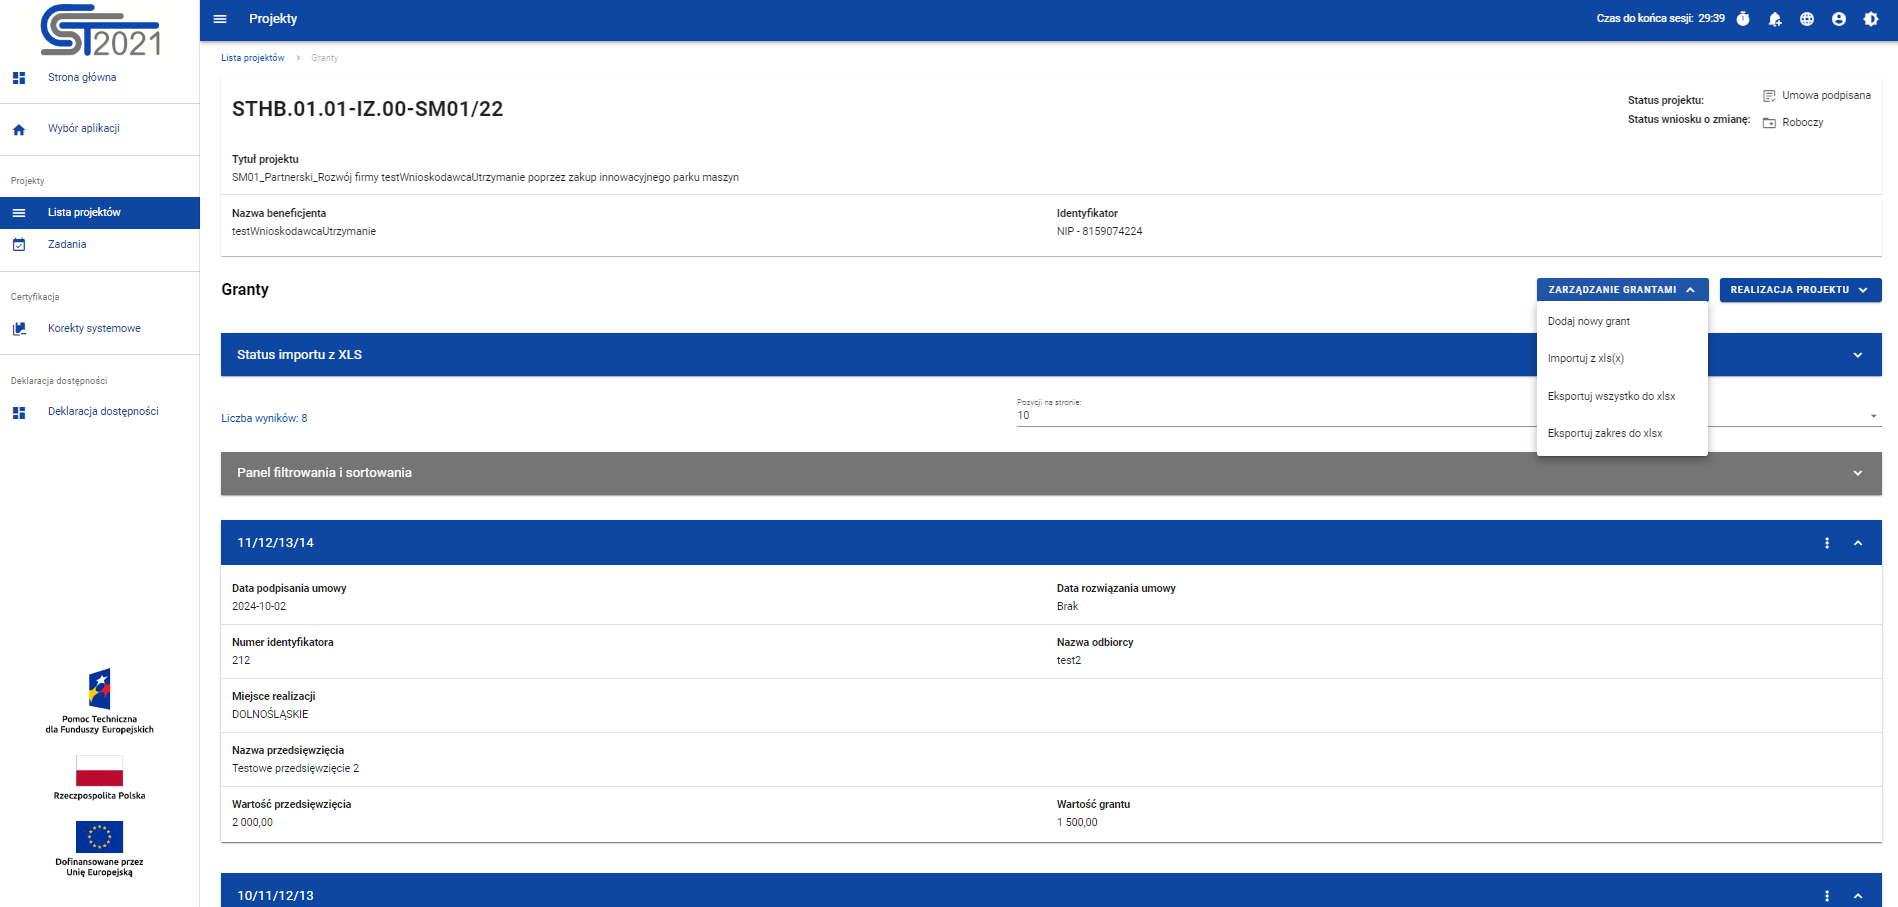 CST2021
Strona główna
Wybór aplikacji
Projekty
Lista projektów
Zadania
Certyfikacja
Korekty systemowe
Deklaracja dostępności
Deklaracja dostępności
Pomoc Techniczna
dla Funduszy Europejskich
Rzeczpospolita Polska
Dofinansowane przez
Unię Europejską
Projekty
Czas do końca sesji: 29:39
Lista projektów > Granty
STHB.01.01-IZ.00-SM01/22
Status projektu: Umowa podpisana
Status wniosku o zmianę: Roboczy
Tytuł projektu
SM01_Partnerski_Rozwój firmy testWnioskodawcaUtrzymanie poprzez zakup innowacyjnego parku maszyn
Nazwa beneficjenta
testWnioskodawcaUtrzymanie
Identyfikator
NIP - 8159074224
Granty
ZARZĄDZANIE GRANTAMI
REALIZACJA PROJEKTU
Dodaj nowy grant
Importuj z xls(x)
Eksportuj wszystko do xlsx
Eksportuj zakres do xlsx
Status importu z XLS
Liczba wyników: 8
Pozycji na stronie:
10
Panel filtrowania i sortowania
11/12/13/14
Data podpisania umowy
2024-10-02
Data rozwiązania umowy
Brak
Numer identyfikatora
212
Nazwa odbiorcy
test2
Miejsce realizacji
DOLNOŚLĄSKIE
Nazwa przedsięwzięcia
Testowe przedsięwzięcie 2
Wartość przedsięwzięcia
2 000,00
Wartość grantu
1 500,00
10/11/12/13